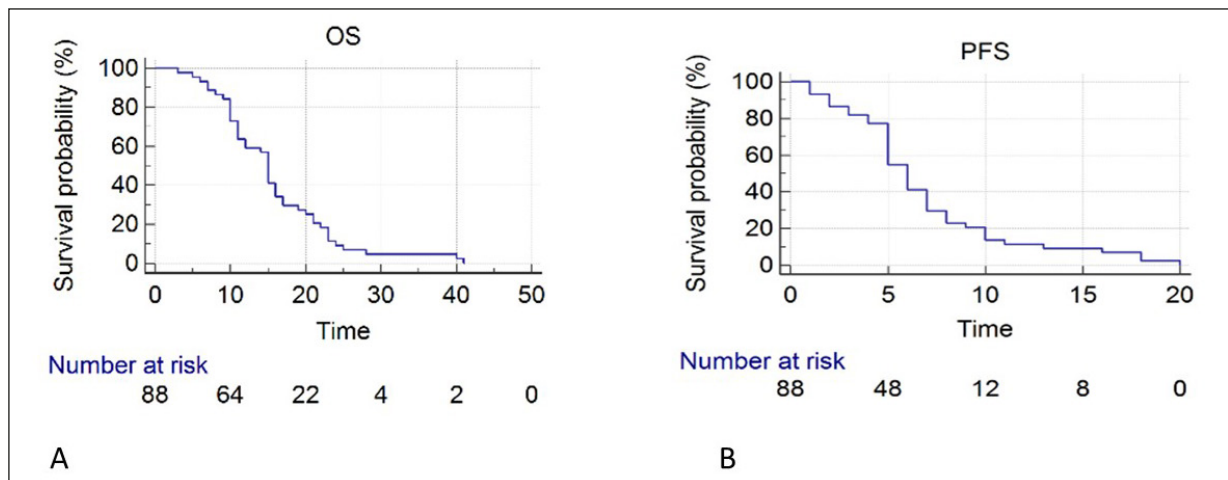 OS
Survival probability (%)
100
80
60
40
20
0
0 10 20 30 40 50
Time
Number at risk
88 64 22 4 2 0
A
PFS
Survival probability (%)
100
80
60
40
20
0
0 5 10 15 20
Time
Number at risk
88 48 12 8 0
B